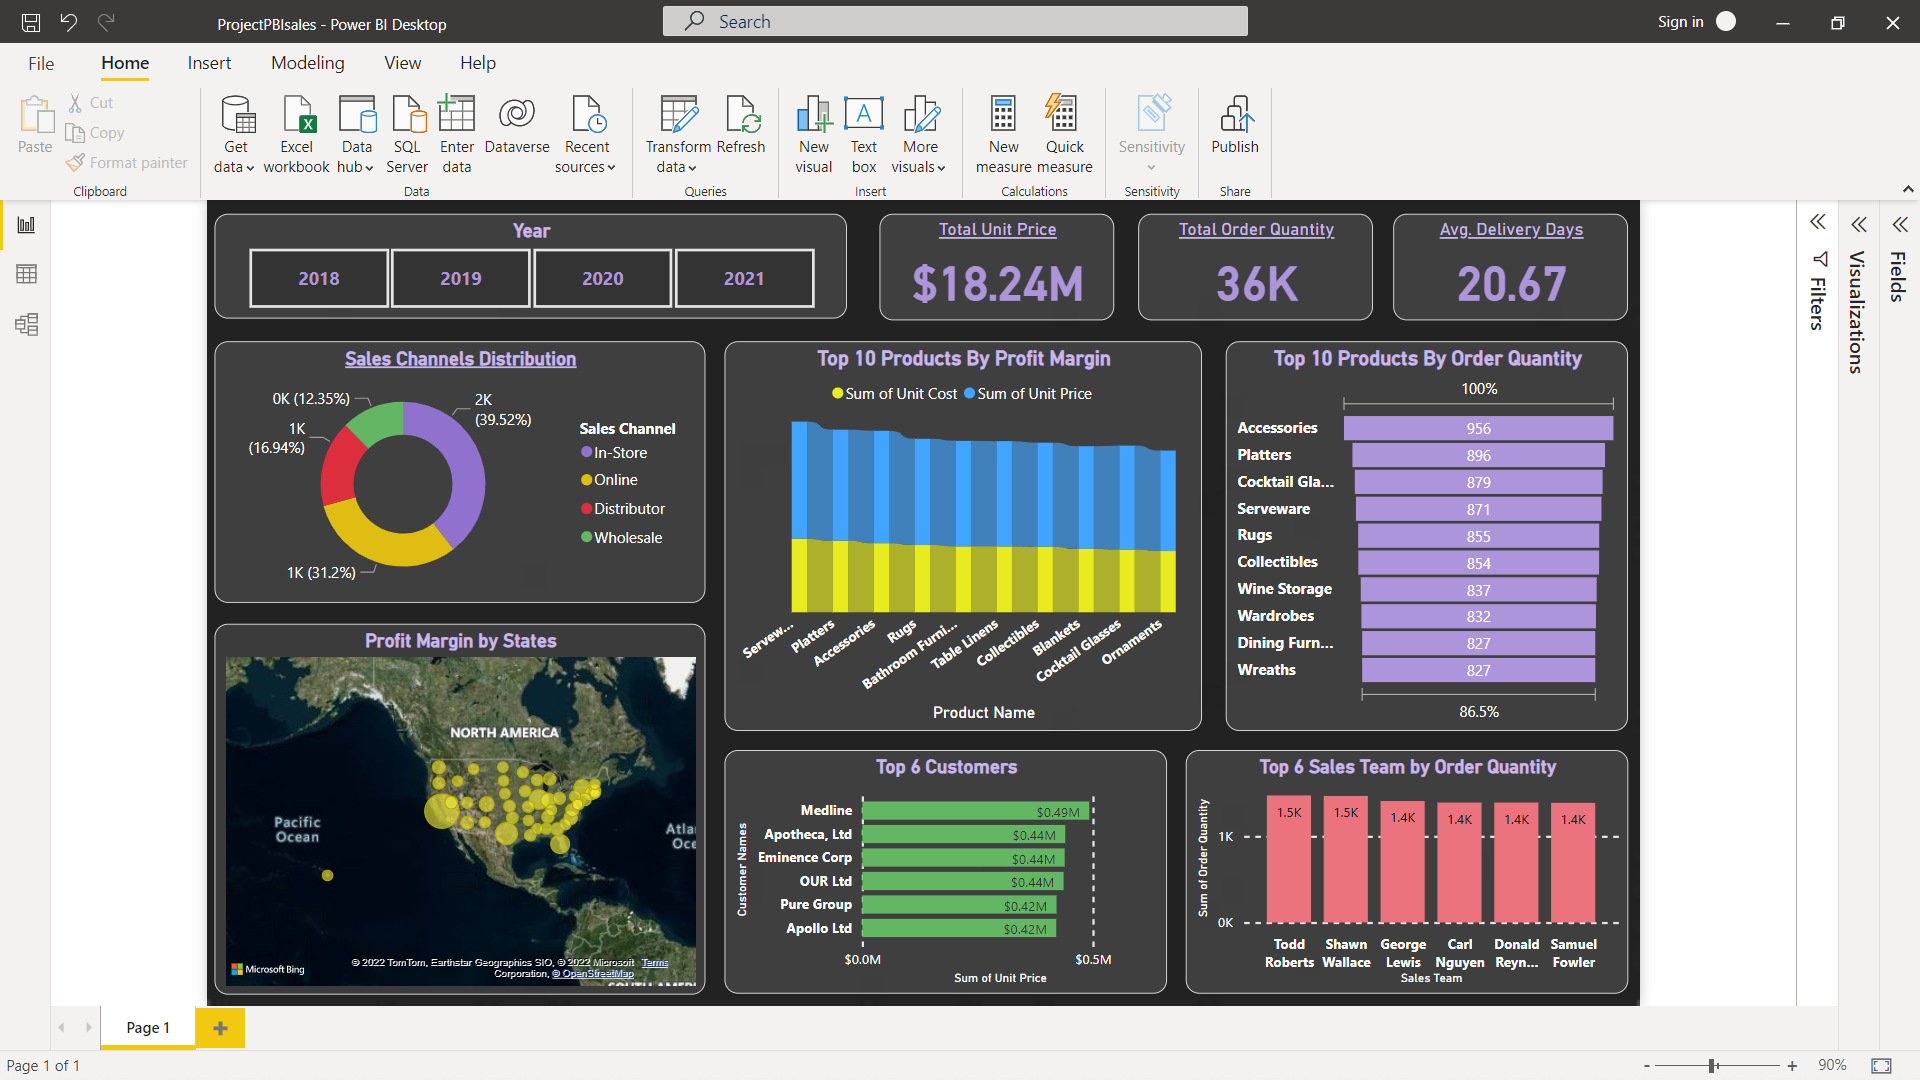 ProjectPBIsales - Power BI Desktop
Search
Sign in
File
Home
Insert
Modeling
View
Help
Paste
Cut
Copy
Format painter
Clipboard
Get data
Excel workbook
Data hub
SQL Server
Enter data
Dataverse
Recent sources
Data
Transform data
Refresh
Queries
New visual
Text box
More visuals
Insert
New measure
Quick measure
Calculations
Sensitivity
Sensitivity
Publish
Share
Year
2018
2019
2020
2021
Total Unit Price
$18.24M
Total Order Quantity
36K
Avg. Delivery Days
20.67
Filters
Visualizations
Fields
Sales Channels Distribution
0K (12.35%)
2K
(39.52%)
1K
(16.94%)
1K (31.2%)
Sales Channel
In-Store
Online
Distributor
Wholesale
Top 10 Products By Profit Margin
Sum of Unit Cost
Sum of Unit Price
Servew...
Platters
Accessories
Rugs
Bathroom Furni...
Table Linens
Collectibles
Blankets
Cocktail Glasses
Ornaments
Product Name
Top 10 Products By Order Quantity
100%
Accessories 956
Platters 896
Cocktail Gla... 879
Serveware 871
Rugs 855
Collectibles 854
Wine Storage 837
Wardrobes 832
Dining Furn... 827
Wreaths 827
86.5%
Profit Margin by States
NORTH AMERICA
Pacific
Ocean
Atla
Oce
Microsoft Bing
© 2022 TomTom, Earthstar Geographics SIO, © 2022 Microsoft Terms
Corporation, © OpenStreetMap
SOUTH AMERI
Top 6 Customers
Customer Names
Medline $0.49M
Apotheca, Ltd $0.44M
Eminence Corp $0.44M
OUR Ltd $0.44M
Pure Group $0.42M
Apollo Ltd $0.42M
$0.0M
$0.5M
Sum of Unit Price
Top 6 Sales Team by Order Quantity
Sum of Order Quantity
1K
0K
1.5K
1.5K
1.4K
1.4K
1.4K
1.4K
Todd Roberts
Shawn Wallace
George Lewis
Carl Nguyen
Donald Reyn...
Samuel Fowler
Sales Team
Page 1
+
Page 1 of 1
- + 90%